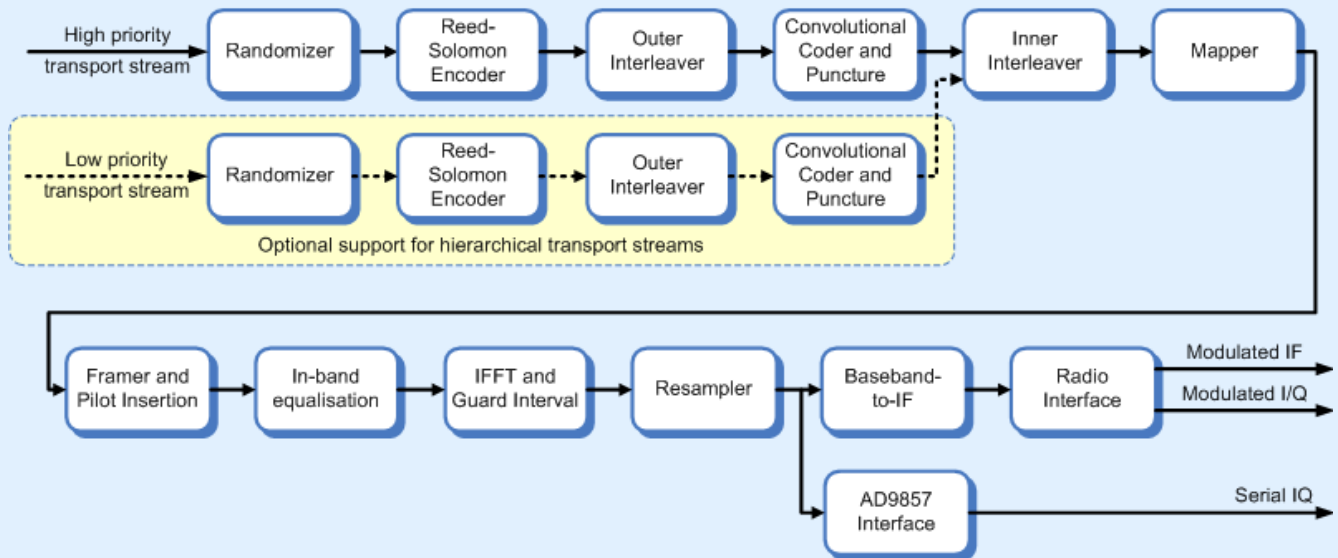 High priority
transport stream
Randomizer
Reed-
Solomon
Encoder
Outer
Interleaver
Convolutional
Coder and
Puncture
Inner
Interleaver
Mapper
Low priority
transport stream
Randomizer
Reed-
Solomon
Encoder
Outer
Interleaver
Convolutional
Coder and
Puncture
Optional support for hierarchical transport streams
Framer and
Pilot Insertion
In-band
equalisation
IFFT and
Guard Interval
Resampler
Baseband-
to-IF
Radio
Interface
Modulated IF
Modulated I/Q
AD9857
Interface
Serial IQ